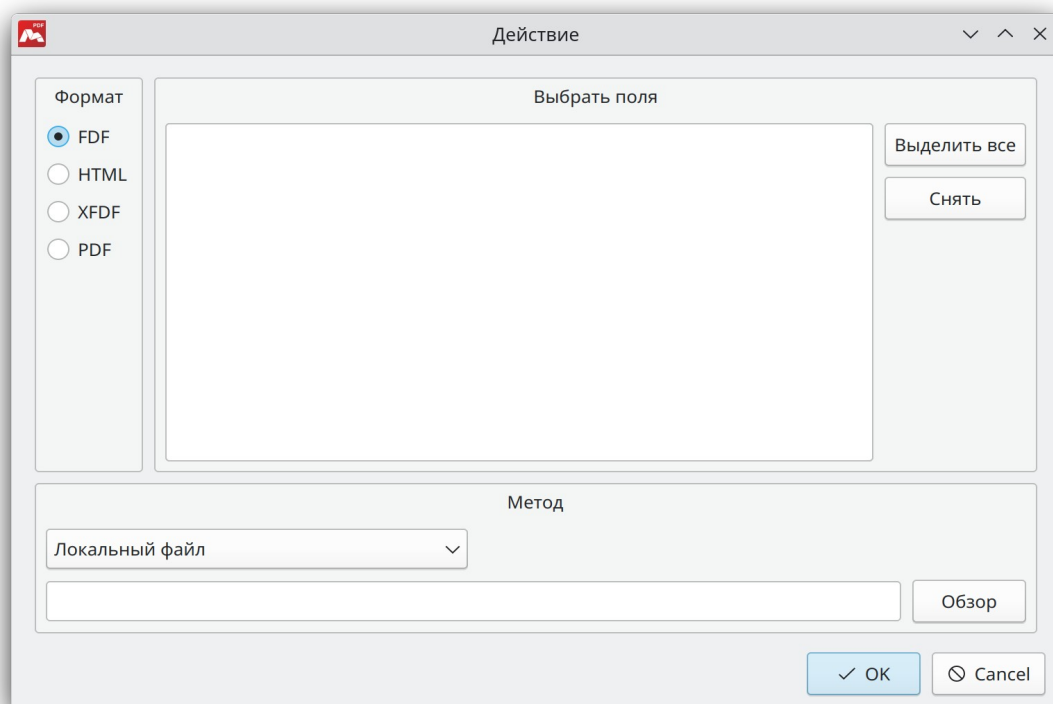 PDF
Действие
Формат
Выбрать поля
FDF
HTML
XFDF
PDF
Выделить все
Снять
Метод
Локальный файл
Обзор
OK
Cancel